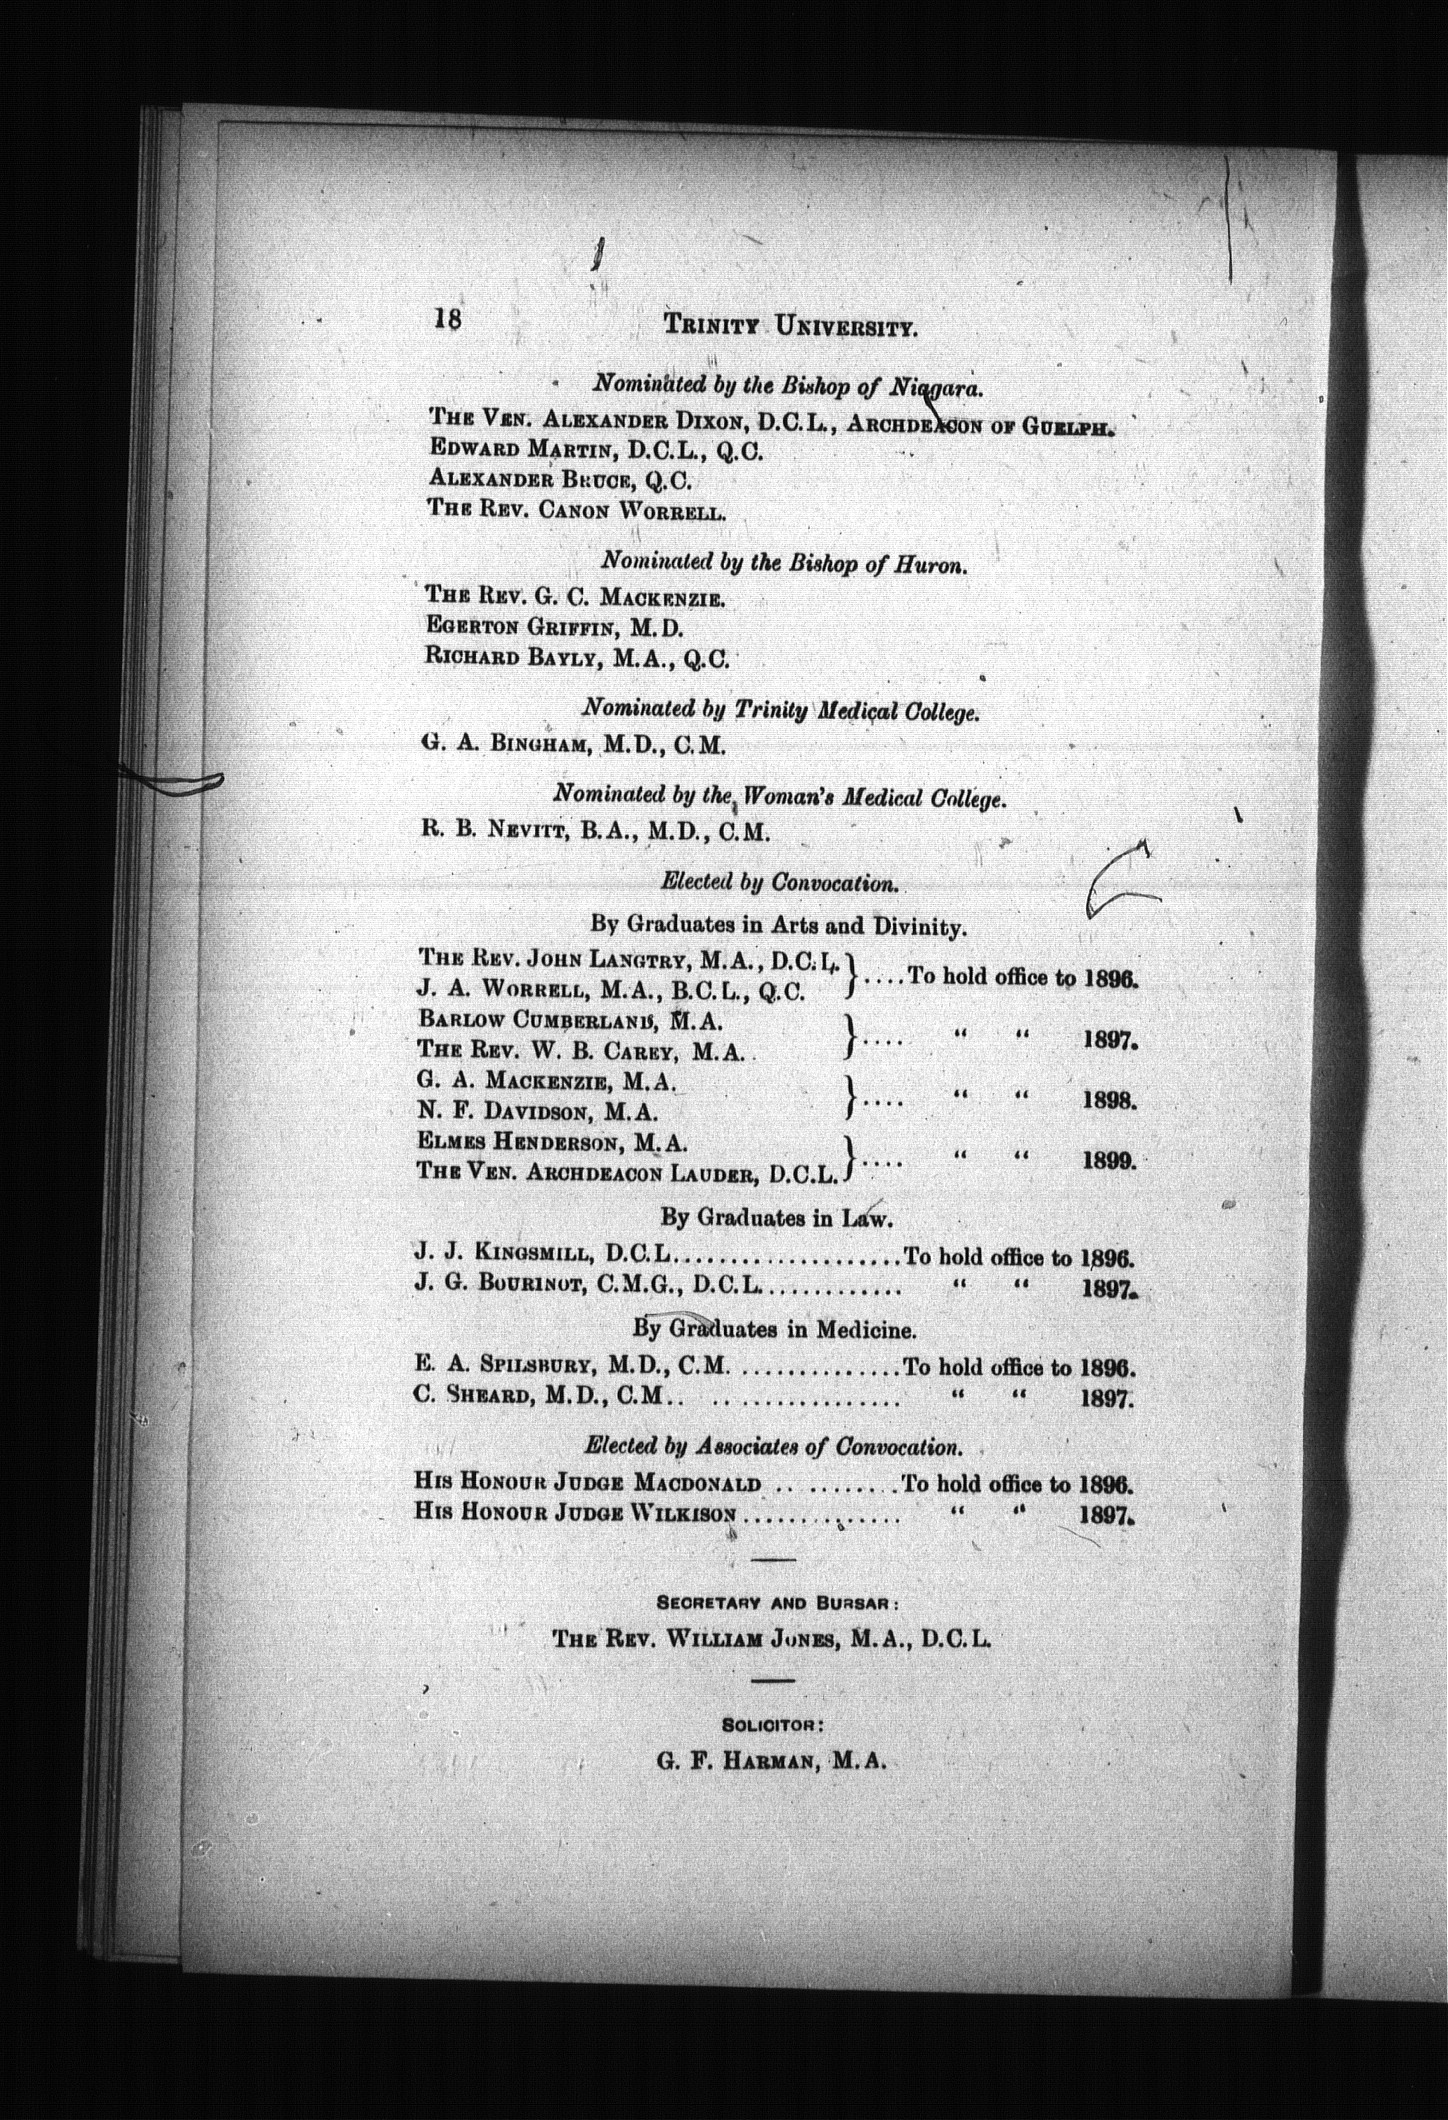 18 TRINITY UNIVERSITY.
Nominated by the Bishop of Niagara.
THE VEN. ALEXANDER DIXON, D.C.L., ARCHDEACON OF GUELPH.
EDWARD MARTIN, D.C.L., Q.C.
ALEXANDER BRUCE, Q.C.
THE REV. CANON WORRELL.
Nominated by the Bishop of Huron.
THE REV. G. C. MACKENZIE.
EGERTON GRIFFIN, M.D.
RICHARD BAYLY, M.A., Q.C.
Nominated by Trinity Medical College.
G. A. BINGHAM, M.D., C.M.
Nominated by the Woman's Medical College.
R. B. NEVITT, B.A., M.D., C.M.
Elected by Convocation.
By Graduates in Arts and Divinity.
THE REV. JOHN LANGTRY, M.A., D.C.L.
J. A. WORRELL, M.A., B.C.L., Q.C. } ....To hold office to 1896.
BARLOW CUMBERLAND, M.A.
THE REV. W. B. CAREY, M.A. } .... " " 1897.
G. A. MACKENZIE, M.A.
N. F. DAVIDSON, M.A. } .... " " 1898.
ELMES HENDERSON, M.A.
THE VEN. ARCHDEACON LAUDER, D.C.L. } .... " " 1899.
By Graduates in Law.
J. J. KINGSMILL, D.C.L....................To hold office to 1896.
J. G. BOURINOT, C.M.G., D.C.L............. " " 1897.
By Graduates in Medicine.
E. A. SPILSBURY, M.D., C.M. ..............To hold office to 1896.
C. SHEARD, M.D., C.M.. .. .............. " " 1897.
Elected by Associates of Convocation.
HIS HONOUR JUDGE MACDONALD .. ........To hold office to 1896.
HIS HONOUR JUDGE WILKISON.............. " " 1897.
SECRETARY AND BURSAR:
THE REV. WILLIAM JONES, M.A., D.C.L.
SOLICITOR:
G. F. HARMAN, M.A.